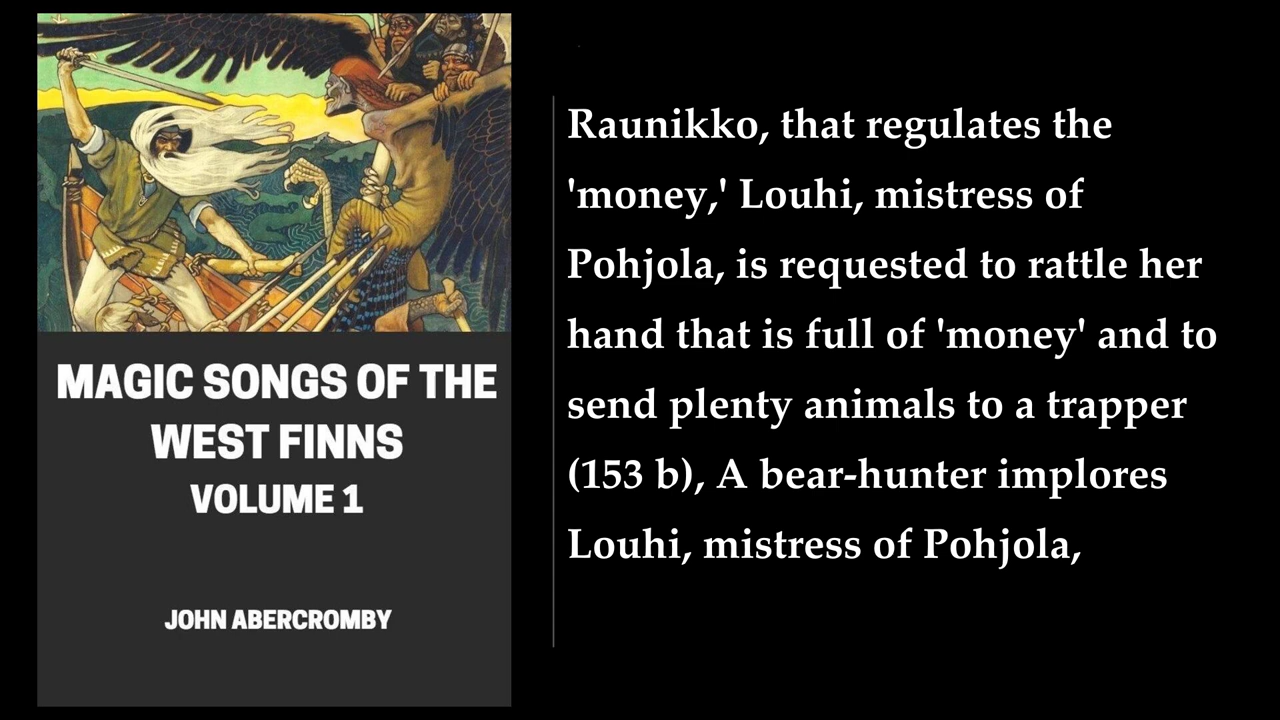 MAGIC SONGS OF THE
WEST FINNS
VOLUME 1
JOHN ABERCROMBY
Raunikko, that regulates the
'money,' Louhi, mistress of
Pohjola, is requested to rattle her
hand that is full of 'money' and to
send plenty animals to a trapper
(153 b), A bear-hunter implores
Louhi, mistress of Pohjola,